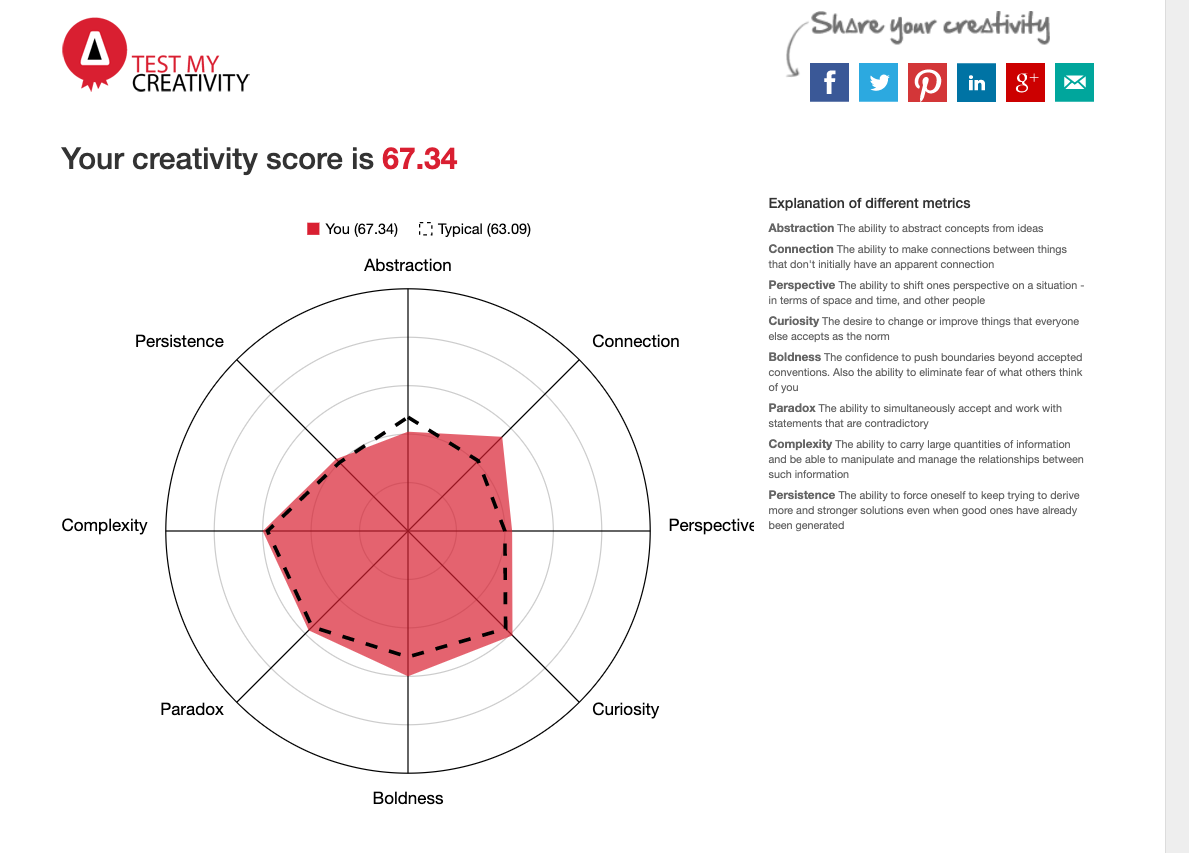 Share your creativity
TEST MY
CREATIVITY
f
in
g+
Your creativity score is 67.34
You (67.34)
Typical (63.09)
Abstraction
Persistence
Connection
Complexity
Perspective
Paradox
Curiosity
Boldness
Explanation of different metrics
Abstraction The ability to abstract concepts from ideas
Connection The ability to make connections between things
that don't initially have an apparent connection
Perspective The ability to shift ones perspective on a situation -
in terms of space and time, and other people
Curiosity The desire to change or improve things that everyone
else accepts as the norm
Boldness The confidence to push boundaries beyond accepted
conventions. Also the ability to eliminate fear of what others think
of you
Paradox The ability to simultaneously accept and work with
statements that are contradictory
Complexity The ability to carry large quantities of information
and be able to manipulate and manage the relationships between
such information
Persistence The ability to force oneself to keep trying to derive
more and stronger solutions even when good ones have already
been generated